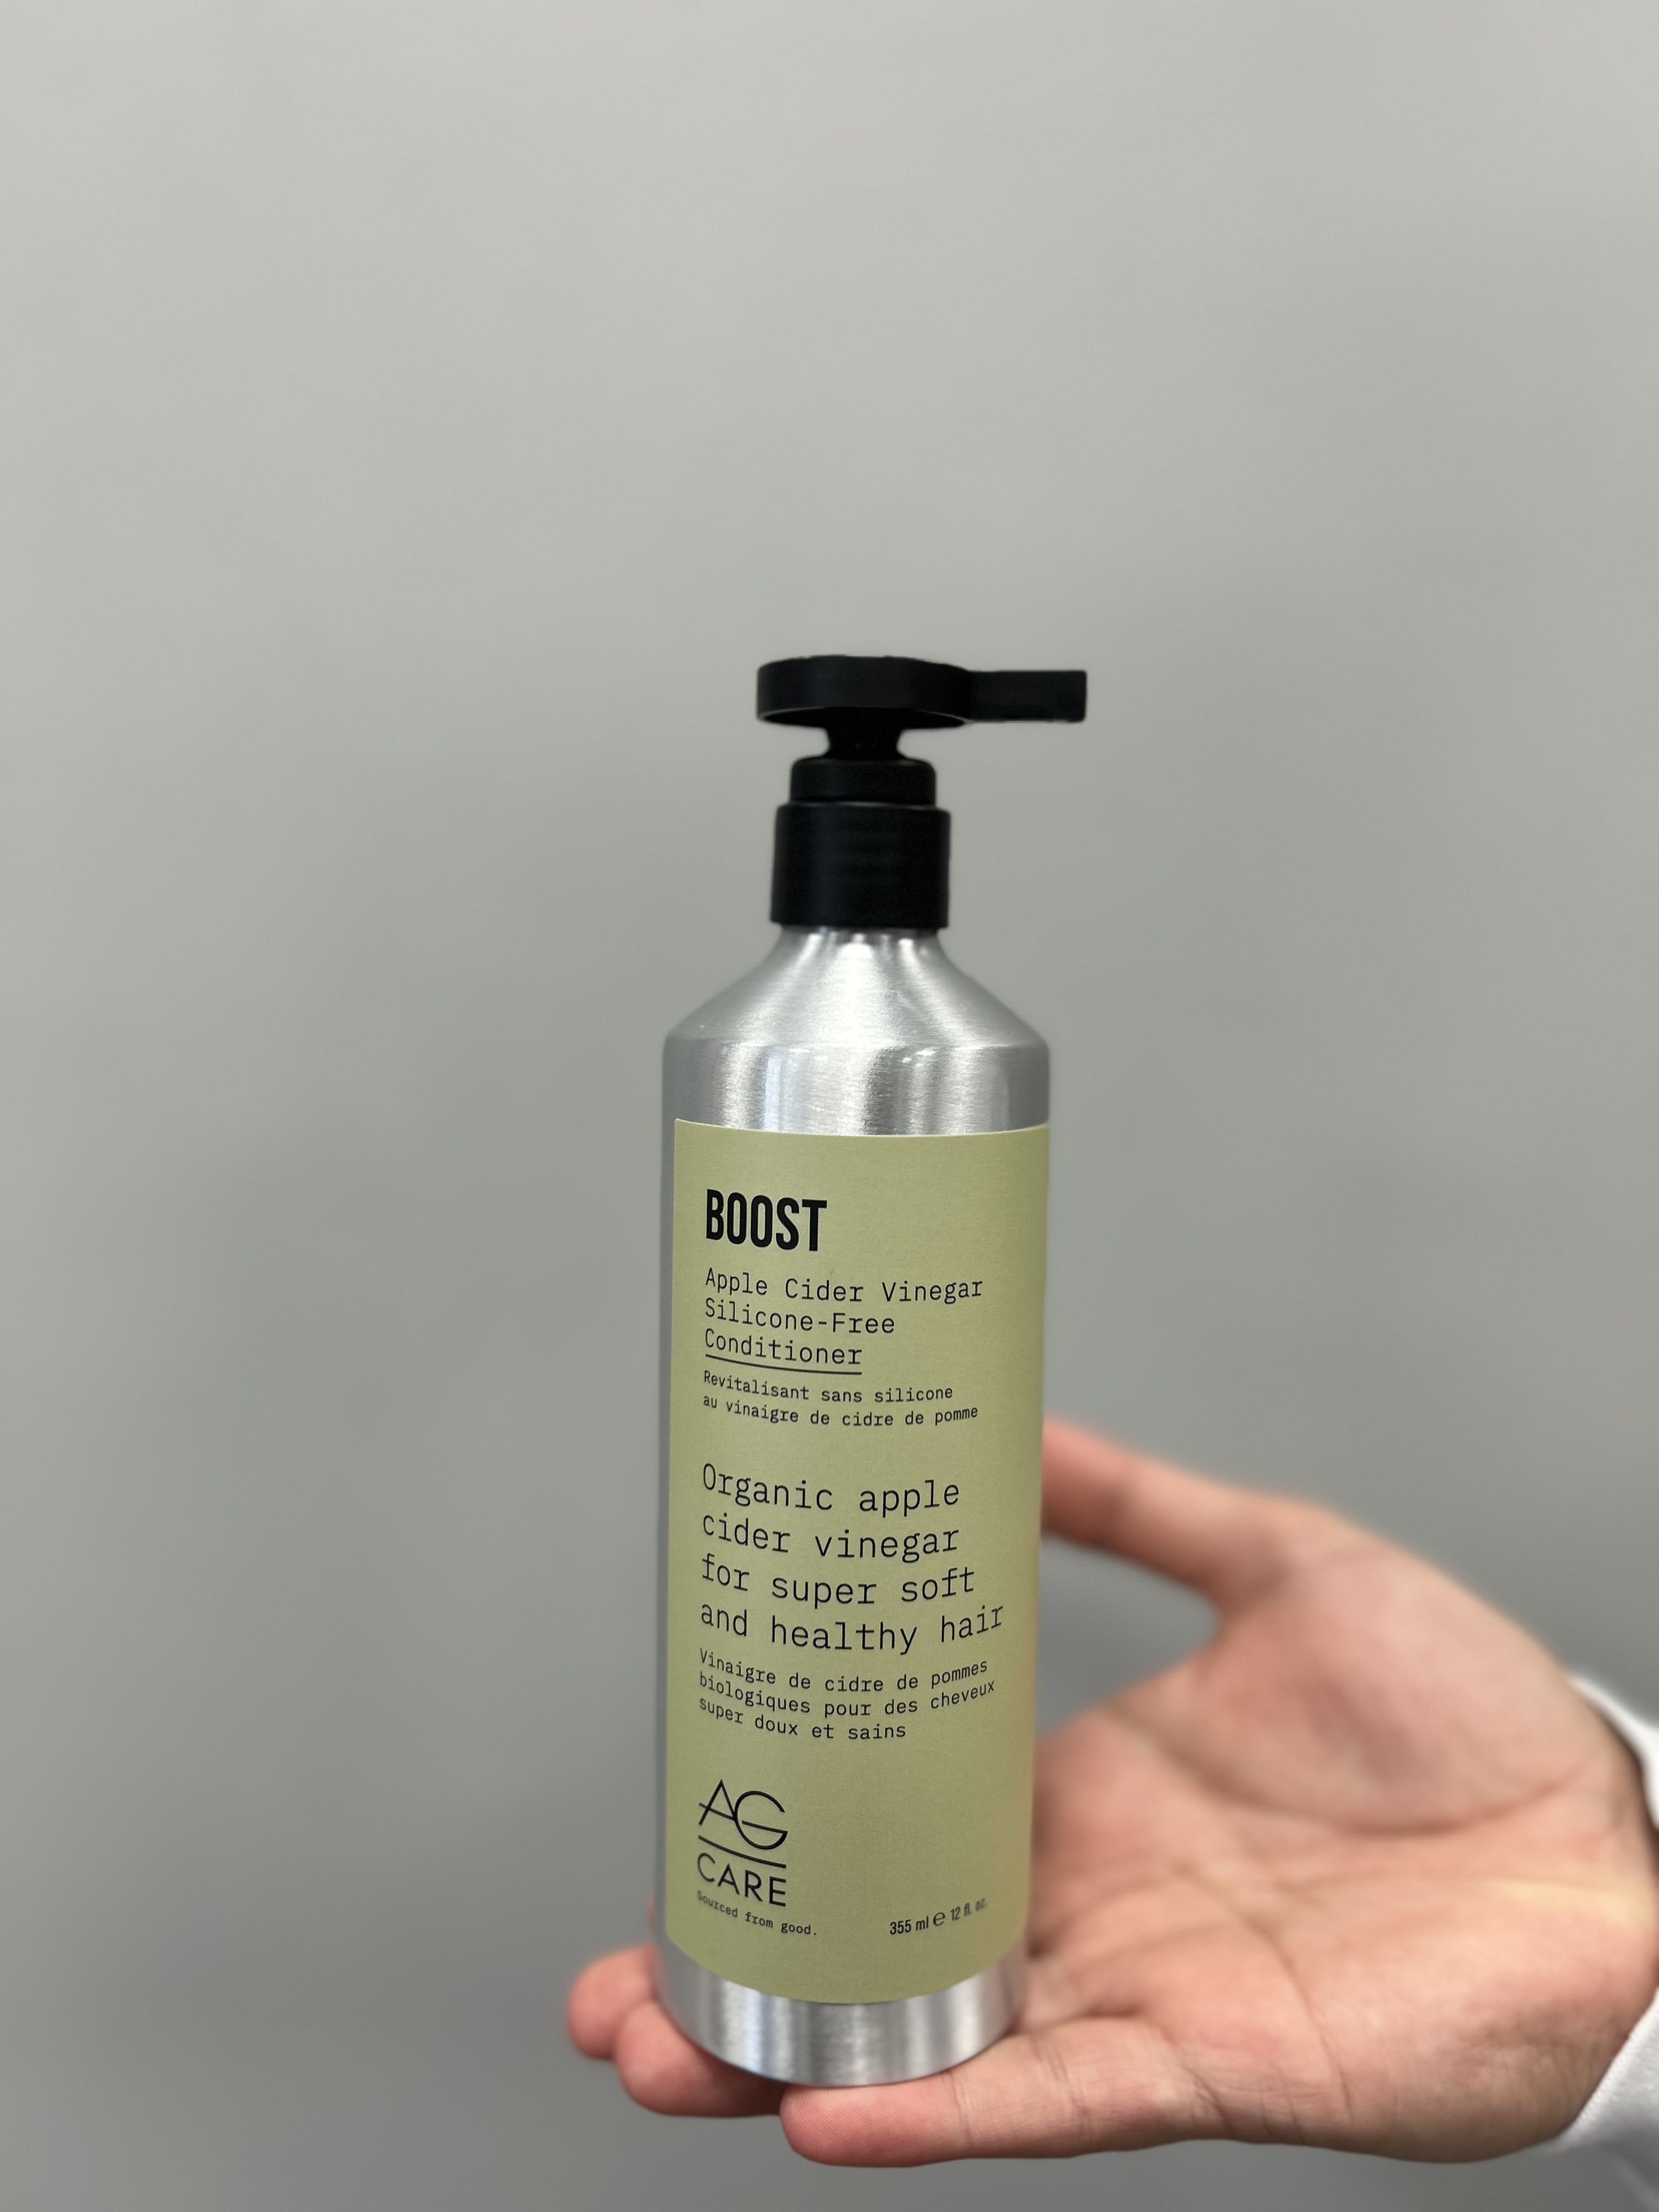 BOOST
Apple Cider Vinegar
Silicone-Free
Conditioner
Revitalisant sans silicone
au vinaigre de cidre de pomme
Organic apple
cider vinegar
for super soft
and healthy hair
Vinaigre de cidre de pommes
biologiques pour des cheveux
super doux et sains
AG
CARE
Sourced from good.
355 ml ℮ 12 fl. oz.